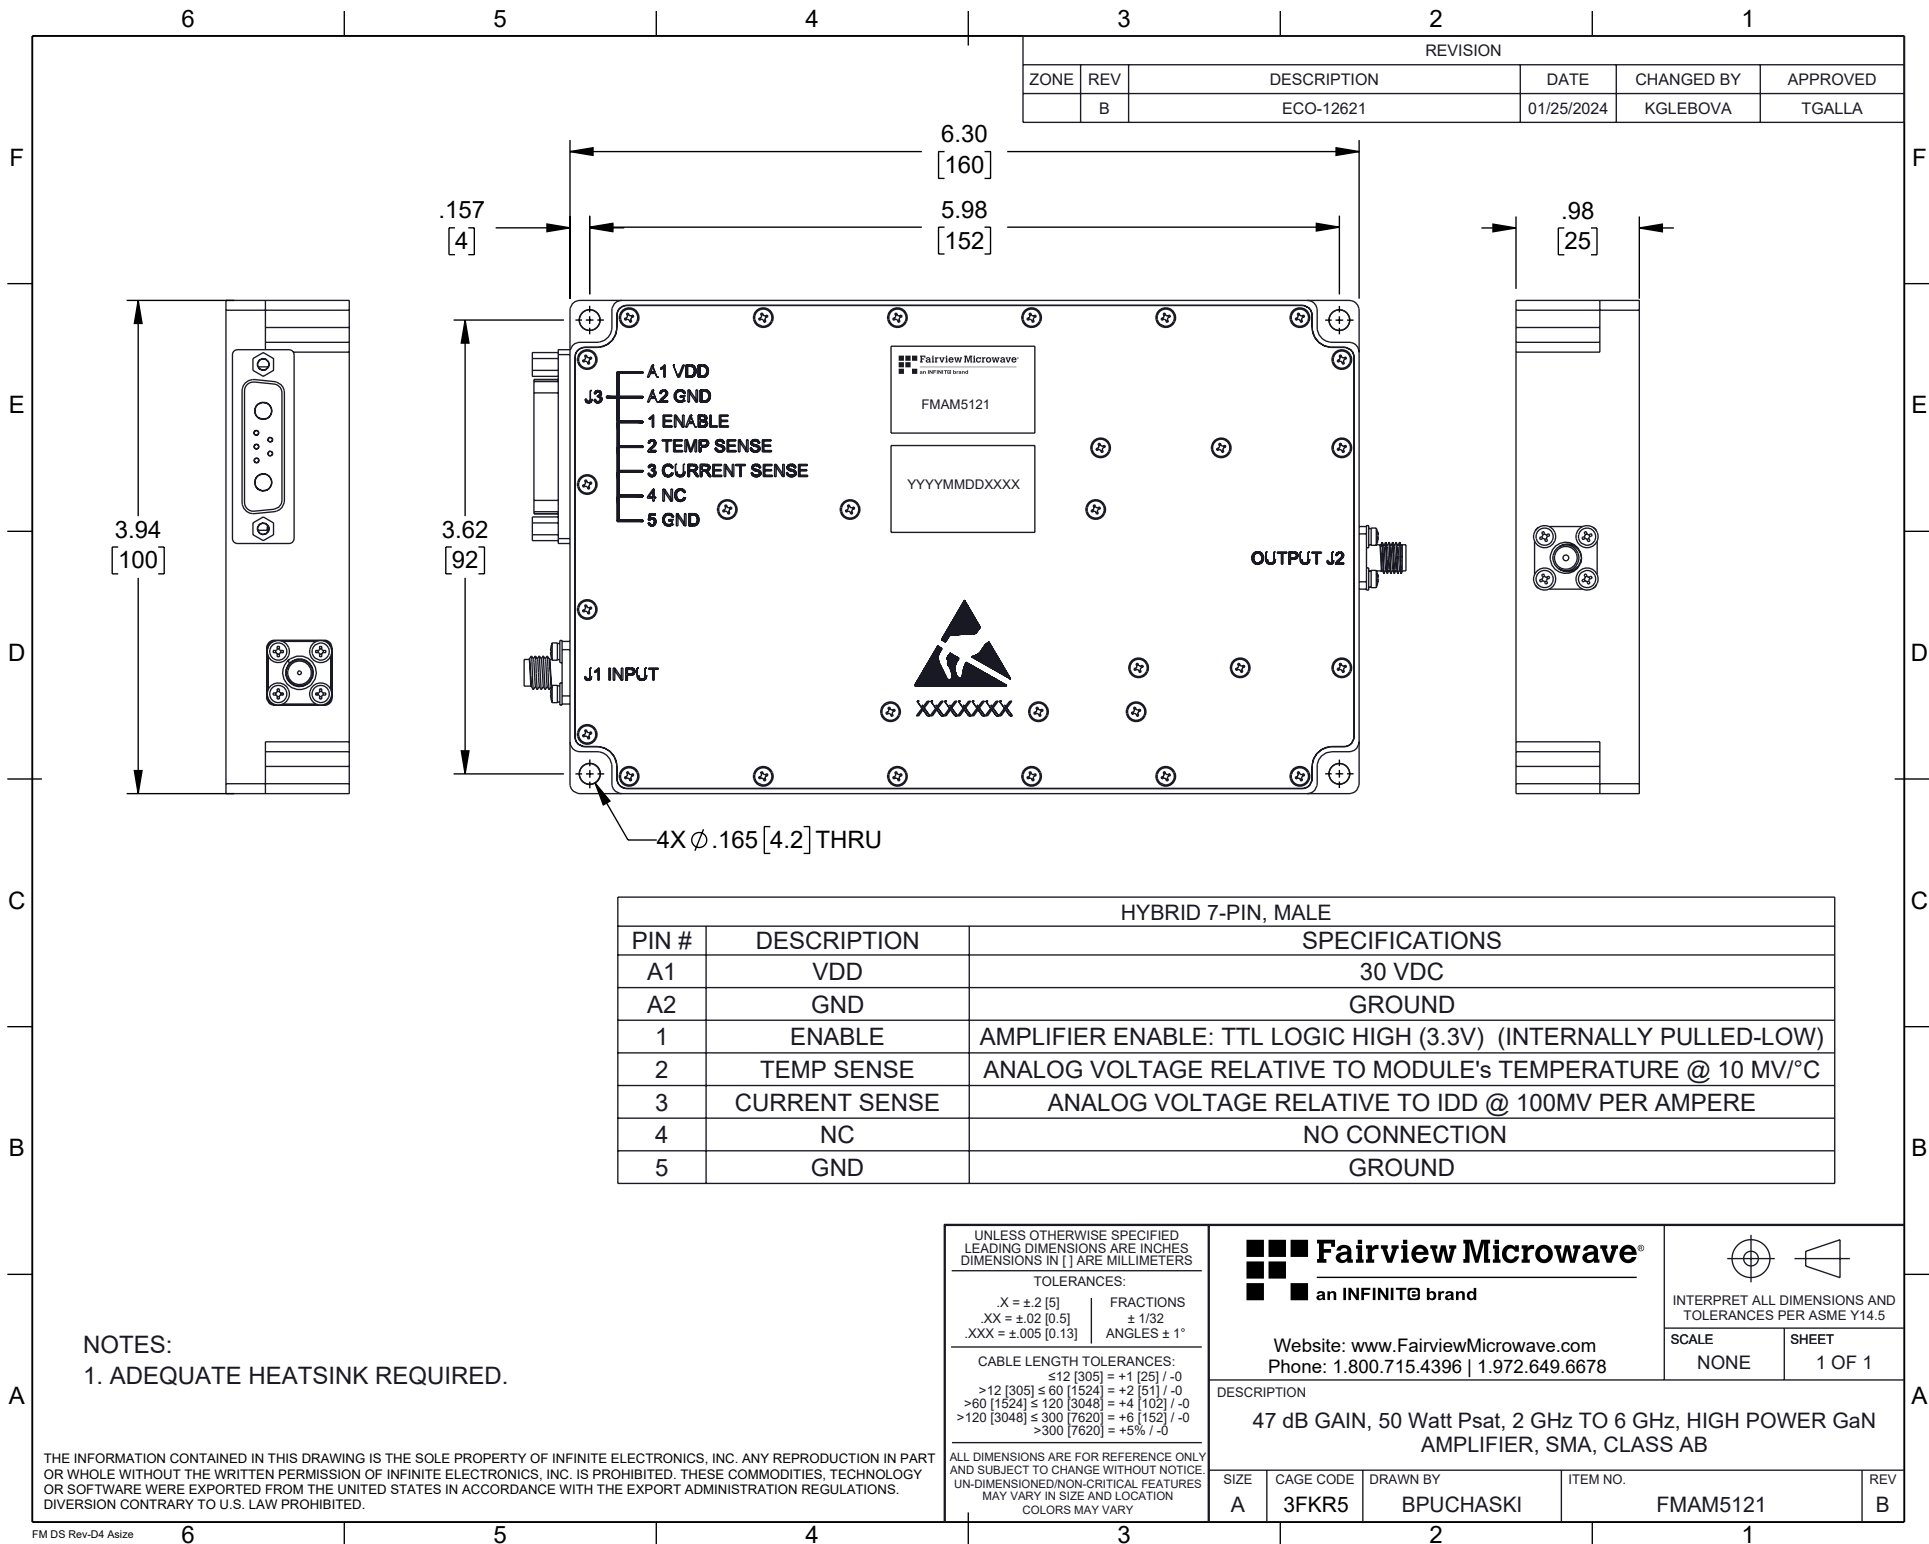 6 5 4 3 2 1
REVISION
ZONE REV DESCRIPTION DATE CHANGED BY APPROVED
B ECO-12621 01/25/2024 KGLEBOVA TGALLA
F F
6.30
[160]
.157
[4]
5.98
[152]
.98
[25]
E E
A1 VDD
J3 A2 GND
1 ENABLE
2 TEMP SENSE
3 CURRENT SENSE
4 NC
5 GND
Fairview Microwave
an INFINIT@ brand
FMAM5121
YYYYMMDDXXXX
3.94
[100]
3.62
[92]
OUTPUT J2
D D
J1 INPUT
XXXXXXX
4X ∅ .165 [4.2] THRU
C C
HYBRID 7-PIN, MALE
PIN # DESCRIPTION SPECIFICATIONS
A1 VDD 30 VDC
A2 GND GROUND
1 ENABLE AMPLIFIER ENABLE: TTL LOGIC HIGH (3.3V) (INTERNALLY PULLED-LOW)
2 TEMP SENSE ANALOG VOLTAGE RELATIVE TO MODULE's TEMPERATURE @ 10 MV/°C
3 CURRENT SENSE ANALOG VOLTAGE RELATIVE TO IDD @ 100MV PER AMPERE
4 NC NO CONNECTION
5 GND GROUND
B B
NOTES:
1. ADEQUATE HEATSINK REQUIRED.
A A
THE INFORMATION CONTAINED IN THIS DRAWING IS THE SOLE PROPERTY OF INFINITE ELECTRONICS, INC. ANY REPRODUCTION IN PART
OR WHOLE WITHOUT THE WRITTEN PERMISSION OF INFINITE ELECTRONICS, INC. IS PROHIBITED. THESE COMMODITIES, TECHNOLOGY
OR SOFTWARE WERE EXPORTED FROM THE UNITED STATES IN ACCORDANCE WITH THE EXPORT ADMINISTRATION REGULATIONS.
DIVERSION CONTRARY TO U.S. LAW PROHIBITED.
UNLESS OTHERWISE SPECIFIED
LEADING DIMENSIONS ARE INCHES
DIMENSIONS IN [ ] ARE MILLIMETERS
TOLERANCES:
.X = ±.2 [5] FRACTIONS
.XX = ±.02 [0.5] ± 1/32
.XXX = ±.005 [0.13] ANGLES ± 1°
CABLE LENGTH TOLERANCES:
≤12 [305] = +1 [25] / -0
>12 [305] ≤ 60 [1524] = +2 [51] / -0
>60 [1524] ≤ 120 [3048] = +4 [102] / -0
>120 [3048] ≤ 300 [7620] = +6 [152] / -0
>300 [7620] = +5% / -0
ALL DIMENSIONS ARE FOR REFERENCE ONLY
AND SUBJECT TO CHANGE WITHOUT NOTICE.
UN-DIMENSIONED/NON-CRITICAL FEATURES
MAY VARY IN SIZE AND LOCATION
COLORS MAY VARY
Fairview Microwave®
an INFINIT@ brand
Website: www.FairviewMicrowave.com
Phone: 1.800.715.4396 | 1.972.649.6678
INTERPRET ALL DIMENSIONS AND
TOLERANCES PER ASME Y14.5
SCALE SHEET
NONE 1 OF 1
DESCRIPTION
47 dB GAIN, 50 Watt Psat, 2 GHz TO 6 GHz, HIGH POWER GaN
AMPLIFIER, SMA, CLASS AB
SIZE CAGE CODE DRAWN BY ITEM NO. REV
A 3FKR5 BPUCHASKI FMAM5121 B
FM DS Rev-D4 Asize
6 5 4 3 2 1